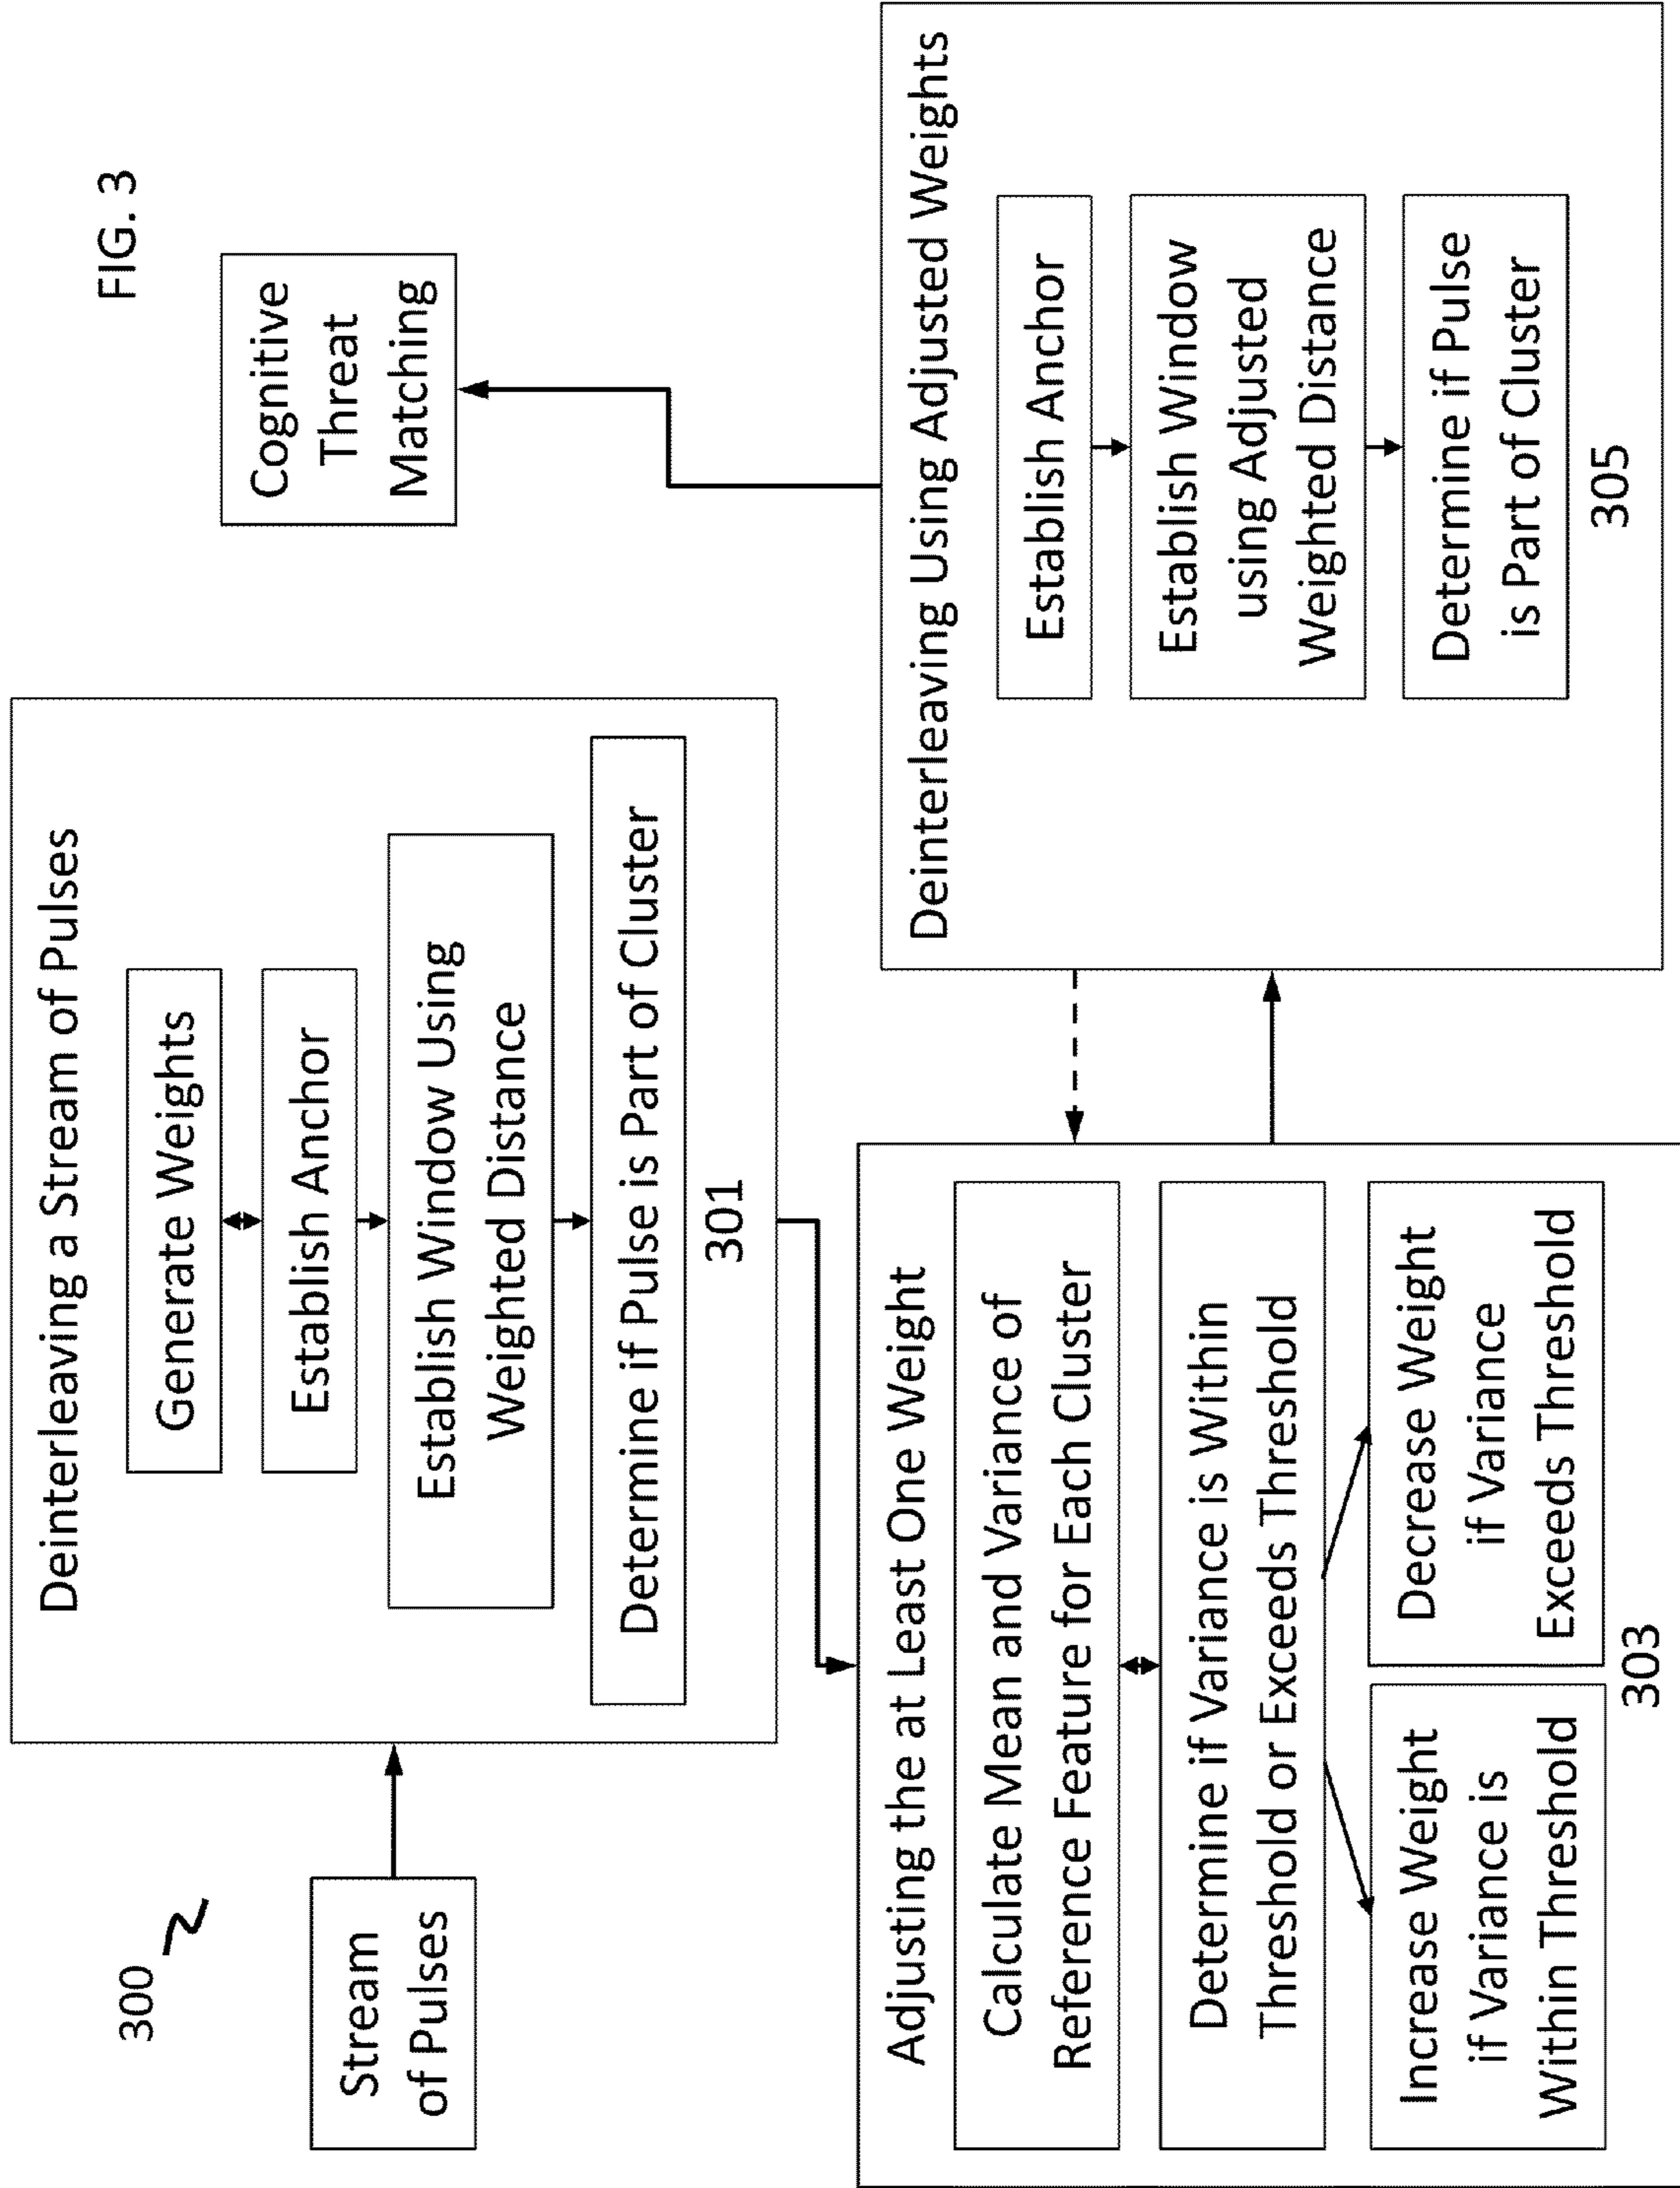 FIG. 3
300
Stream
of Pulses
Deinterleaving a Stream of Pulses
Generate Weights
Establish Anchor
Establish Window Using
Weighted Distance
Determine if Pulse is Part of Cluster
301
Cognitive
Threat
Matching
Adjusting the at Least One Weight
Calculate Mean and Variance of
Reference Feature for Each Cluster
Determine if Variance is Within
Threshold or Exceeds Threshold
Increase Weight
if Variance is
Within Threshold
Decrease Weight
if Variance
Exceeds Threshold
303
Deinterleaving Using Adjusted Weights
Establish Anchor
Establish Window
using Adjusted
Weighted Distance
Determine if Pulse
is Part of Cluster
305